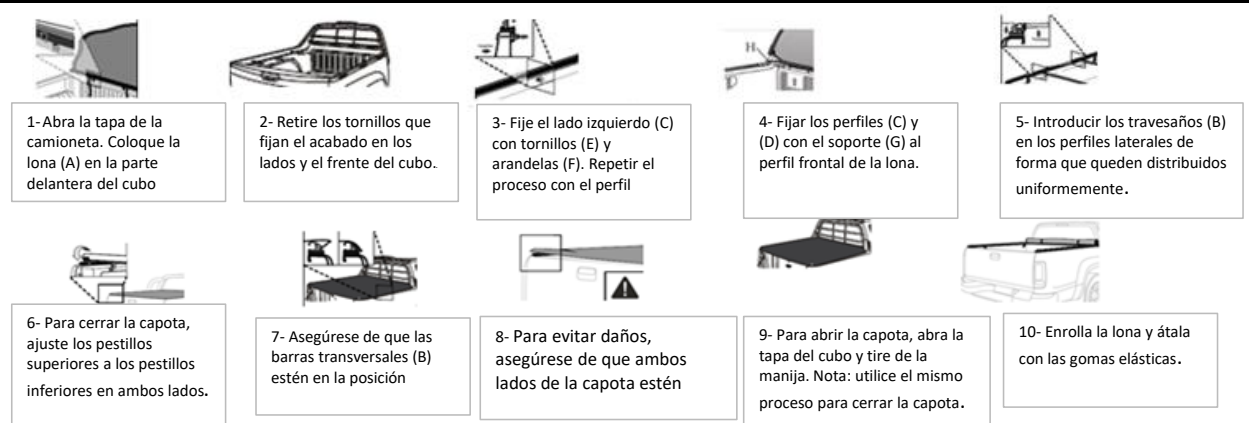 H
1- Abra la tapa de la
camioneta. Coloque la
lona (A) en la parte
delantera del cubo
2- Retire los tornillos que
fijan el acabado en los
lados y el frente del cubo.
3- Fije el lado izquierdo (C)
con tornillos (E) y
arandelas (F). Repetir el
proceso con el perfil
4- Fijar los perfiles (C) y
(D) con el soporte (G) al
perfil frontal de la lona.
5- Introducir los travesaños (B)
en los perfiles laterales de
forma que queden distribuidos
uniformemente.
6- Para cerrar la capota,
ajuste los pestillos
superiores a los pestillos
inferiores en ambos lados.
7- Asegúrese de que las
barras transversales (B)
estén en la posición
8- Para evitar daños,
asegúrese de que ambos
lados de la capota estén
9- Para abrir la capota, abra la
tapa del cubo y tire de la
manija. Nota: utilice el mismo
proceso para cerrar la capota.
10- Enrolla la lona y átala
con las gomas elásticas.